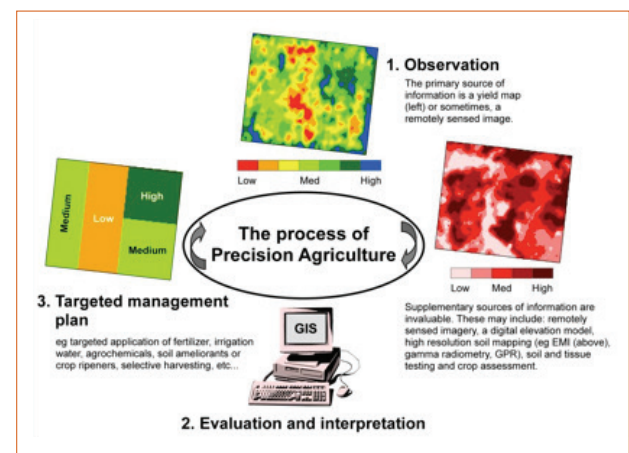 1. Observation
The primary source of
information is a yield map
(left) or sometimes, a
remotely sensed image.
Low Med High
Medium
Low
High
Medium
The process of
Precision Agriculture
Low Med High
Supplementary sources of information are
invaluable. These may include: remotely
sensed imagery, a digital elevation model,
high resolution soil mapping (eg EMI (above),
gamma radiometry, GPR), soil and tissue
testing and crop assessment.
3. Targeted management
plan
eg targeted application of fertilizer, irrigation
water, agrochemicals, soil ameliorants or
crop ripeners, selective harvesting, etc...
GIS
2. Evaluation and interpretation